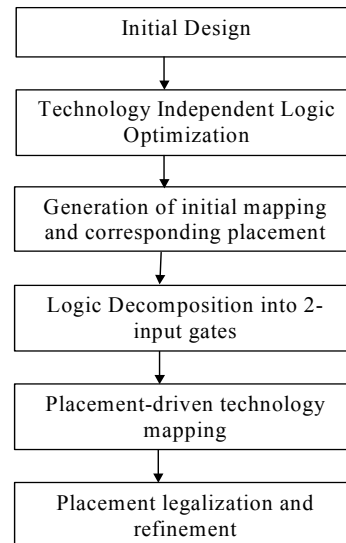 Initial Design
Technology Independent Logic
Optimization
Generation of initial mapping
and corresponding placement
Logic Decomposition into 2-
input gates
Placement-driven technology
mapping
Placement legalization and
refinement